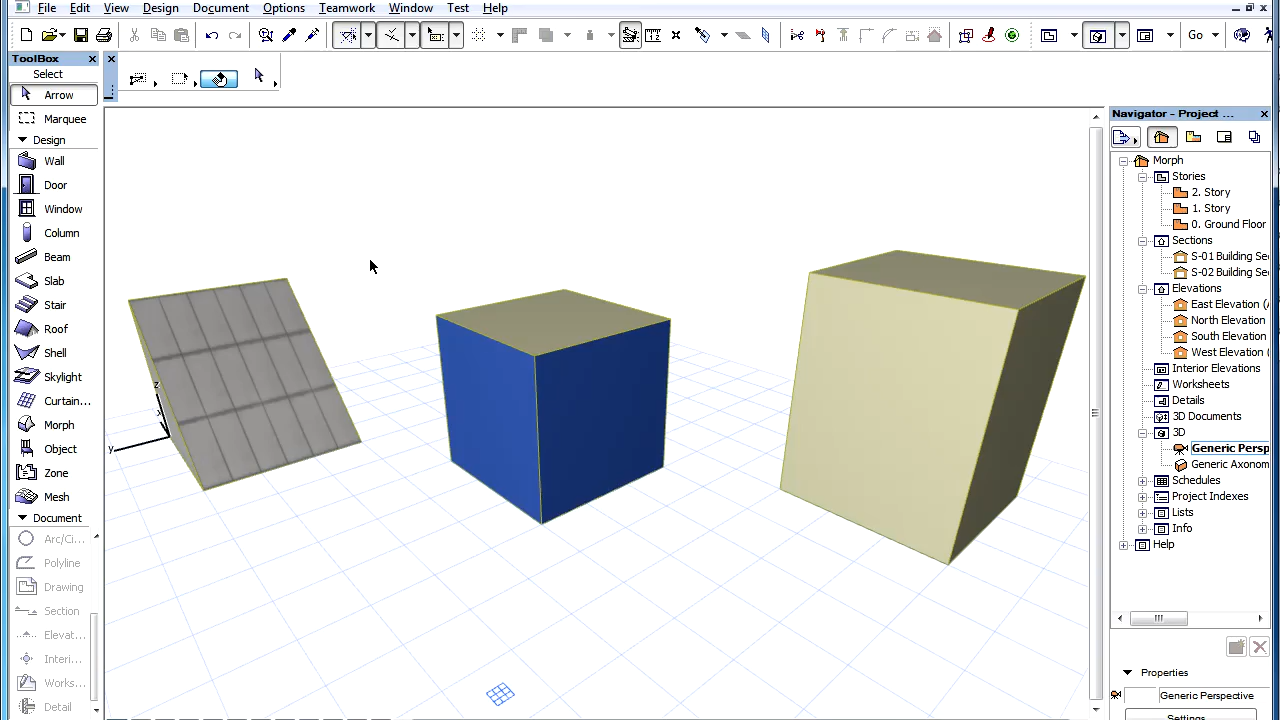 File Edit View Design Document Options Teamwork Window Test Help
Go
ToolBox
Select
Arrow
Marquee
Design
Wall
Door
Window
Column
Beam
Slab
Stair
Roof
Shell
Skylight
Curtain...
Morph
Object
Zone
Mesh
Document
Arc/Ci...
Polyline
Drawing
Section
Elevat...
Interi...
Works...
Detail
z
x
y
Navigator - Project ...
Morph
Stories
2. Story
1. Story
0. Ground Floor
Sections
S-01 Building Se
S-02 Building Se
Elevations
East Elevation (
North Elevation
South Elevation
West Elevation (
Interior Elevations
Worksheets
Details
3D Documents
3D
Generic Persp
Generic Axonom
Schedules
Project Indexes
Lists
Info
Help
Properties
Generic Perspective
Settings